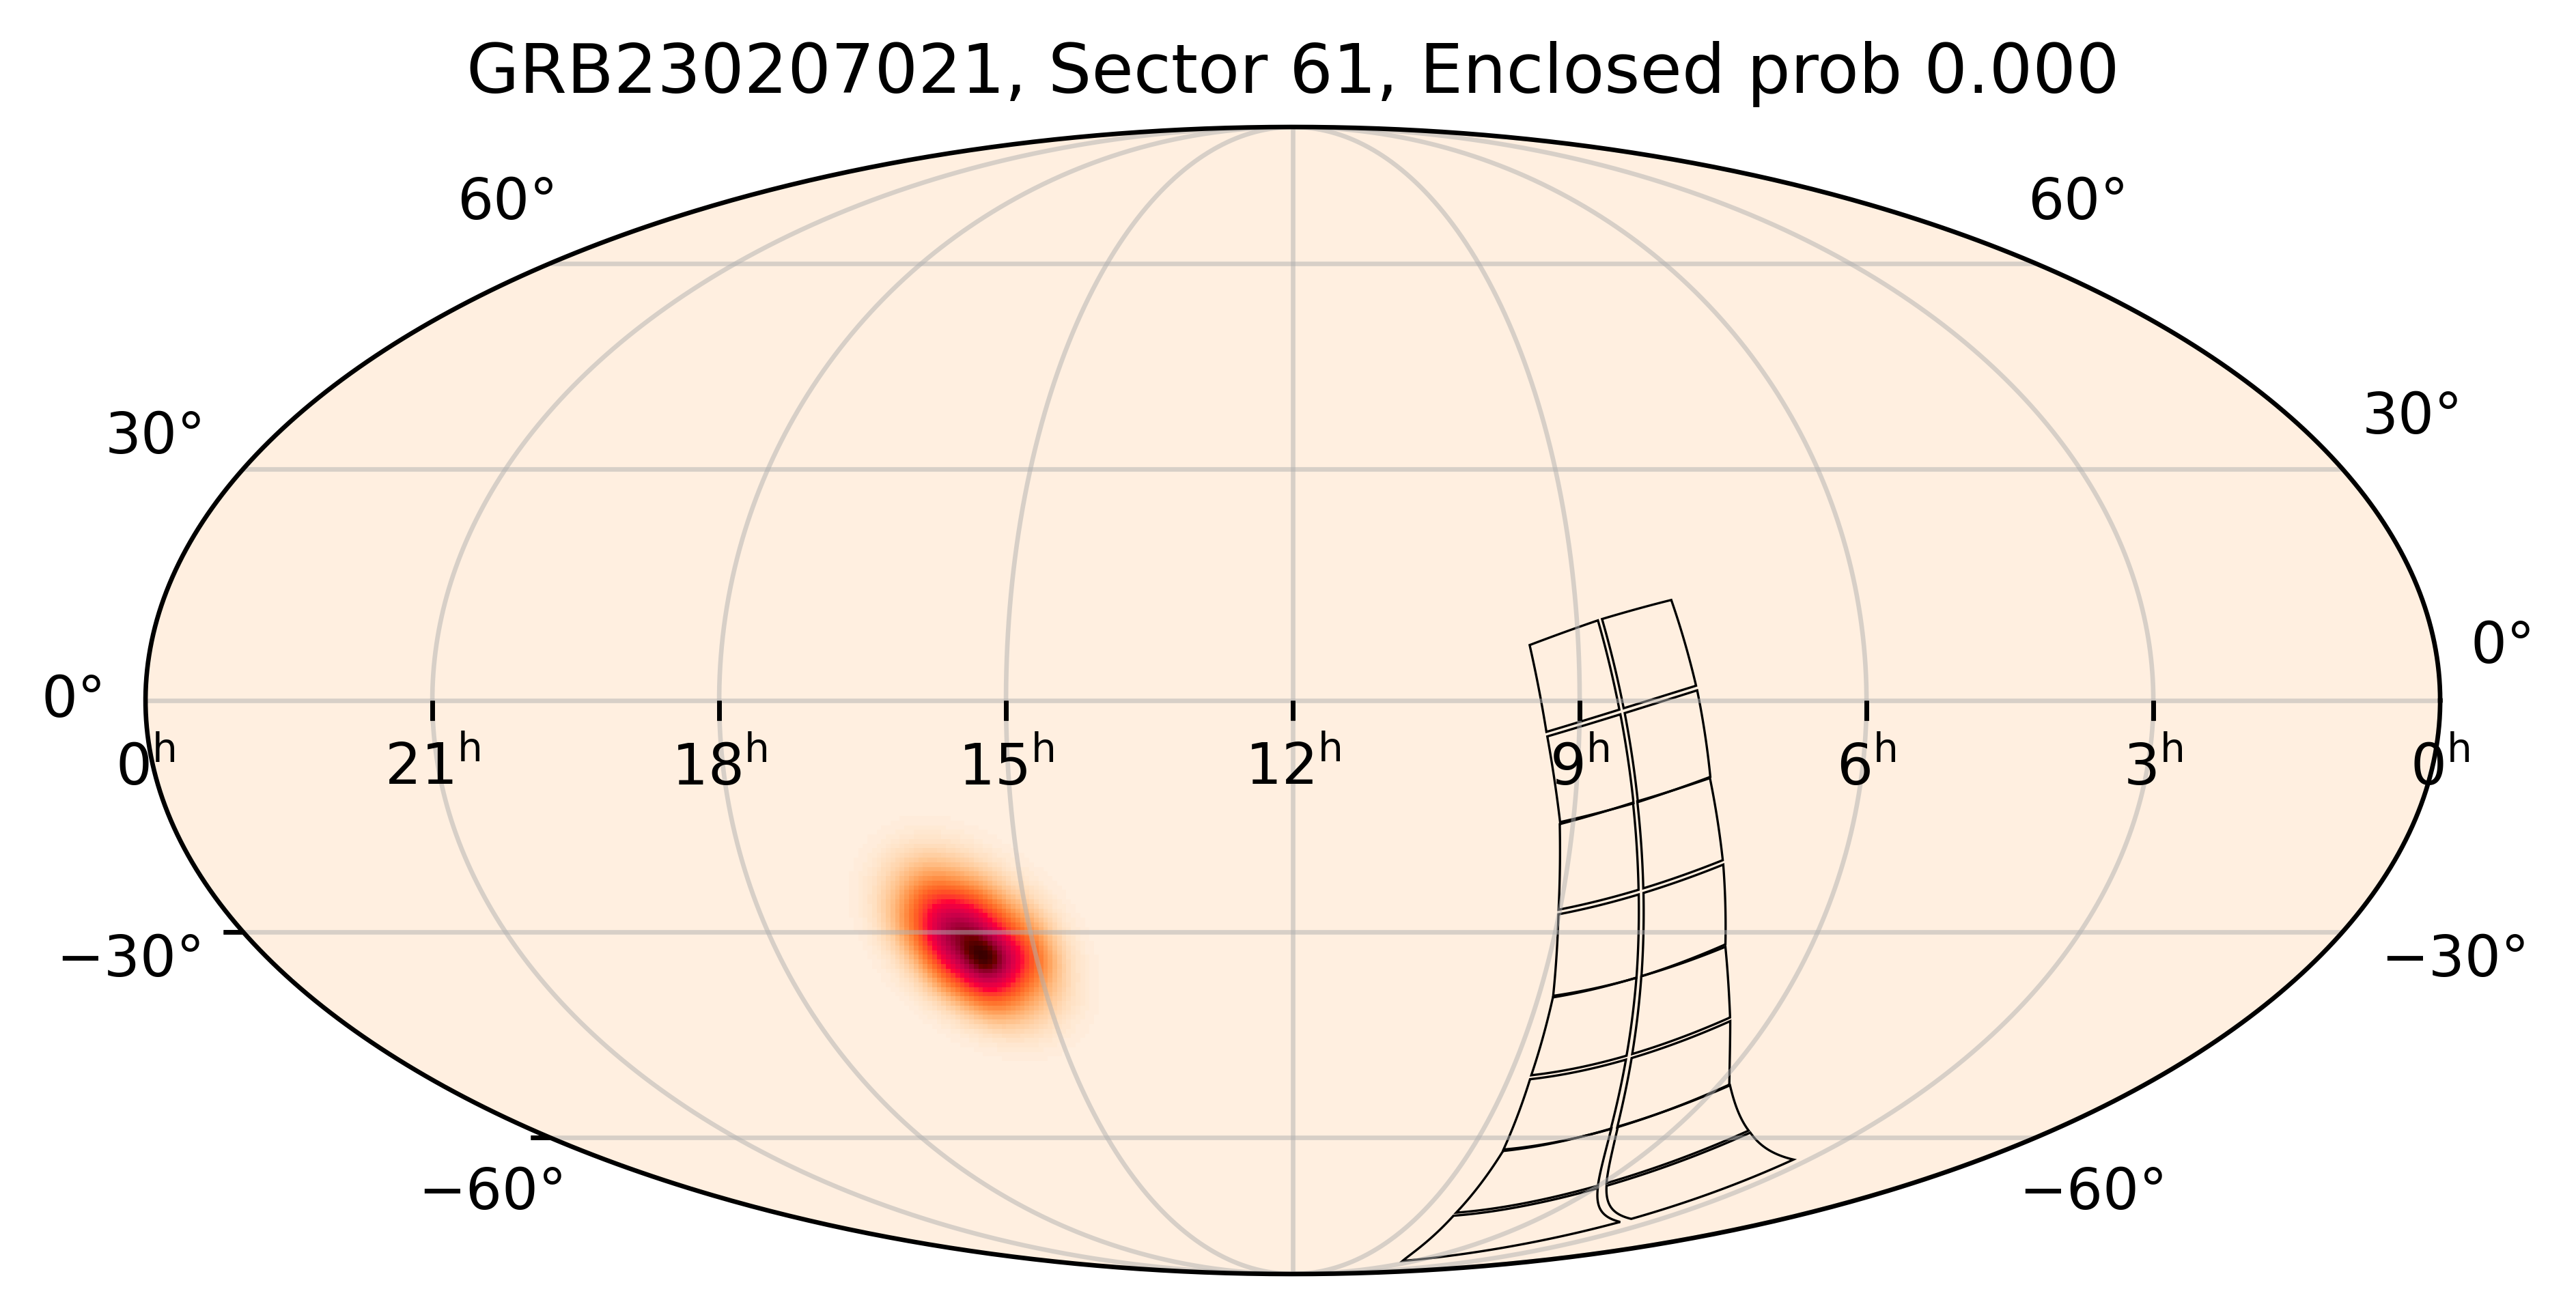 GRB230207021, Sector 61, Enclosed prob 0.000
60° 60°
30° 30°
0° 0°
0ʰ 21ʰ 18ʰ 15ʰ 12ʰ 9ʰ 6ʰ 3ʰ 0ʰ
−30° −30°
−60° −60°